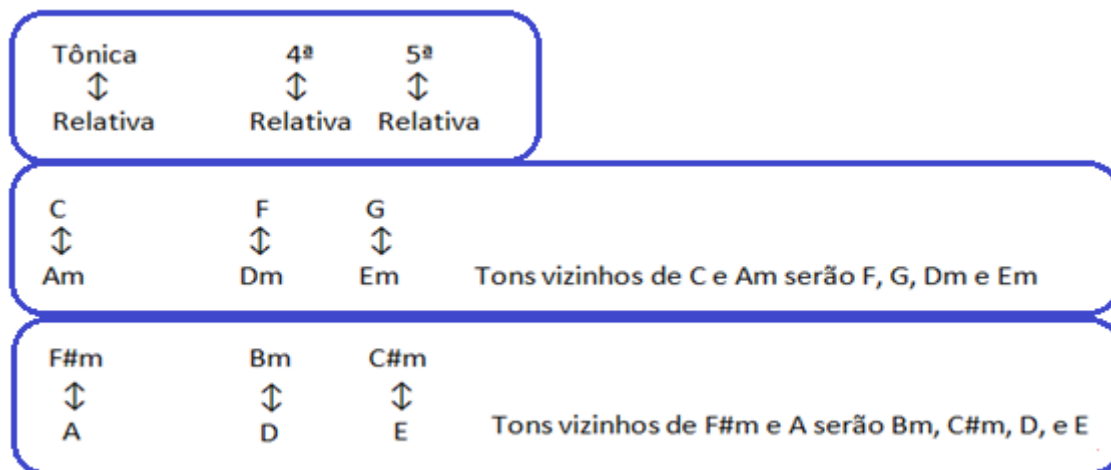 Tônica 4ª 5ª
↕ ↕ ↕
Relativa Relativa Relativa
C F G
↕ ↕ ↕
Am Dm Em Tons vizinhos de C e Am serão F, G, Dm e Em
F#m Bm C#m
↕ ↕ ↕
A D E Tons vizinhos de F#m e A serão Bm, C#m, D, e E